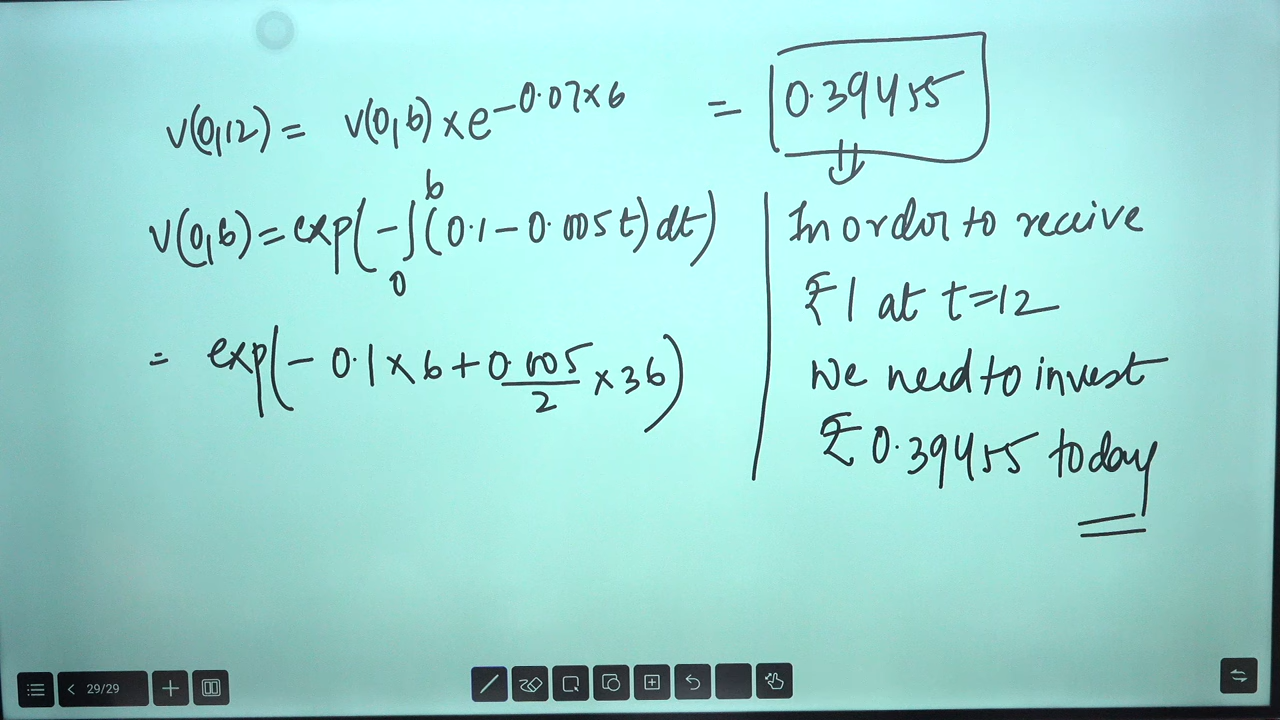 v(0,12) = v(0,6) × e^{-0.07×6} = 0.39455
v(0,6) = exp(-∫_0^6 (0.1 - 0.005t) dt)
= exp(-0.1 × 6 + 0.005/2 × 36)
In order to receive
₹1 at t=12
we need to invest
₹0.39455 today
29/29